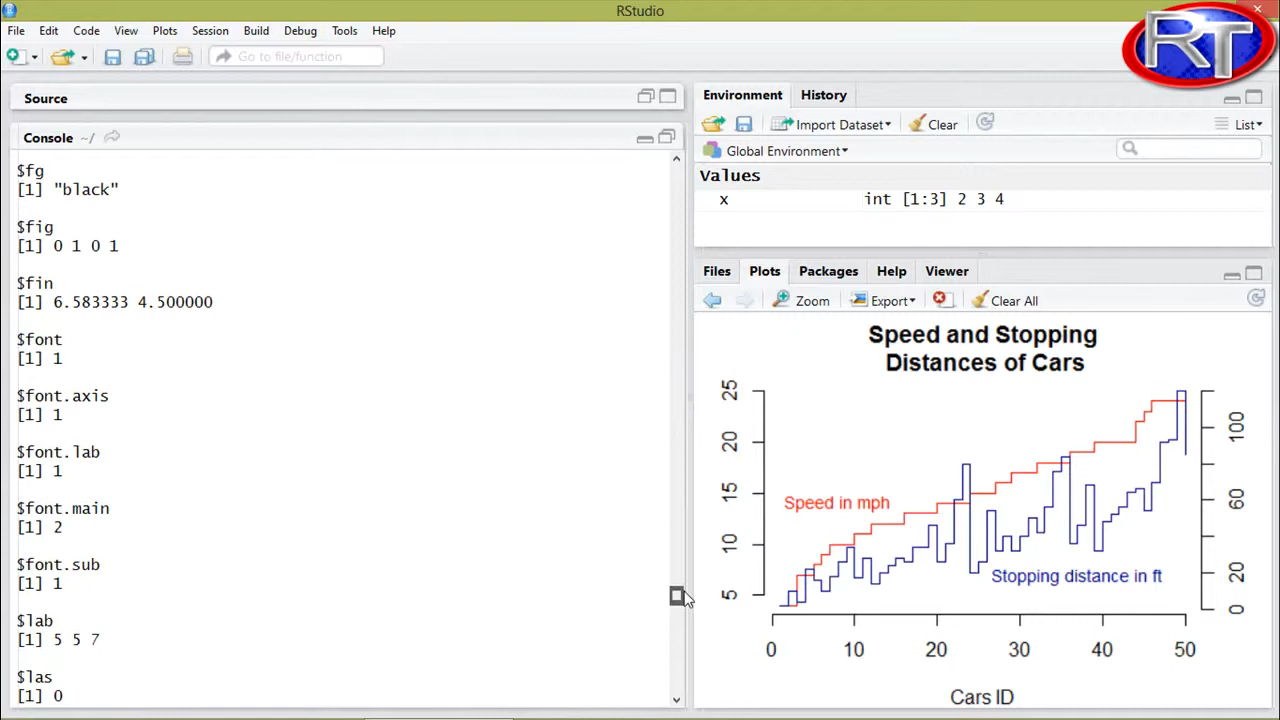 RStudio
RT
File Edit Code View Plots Session Build Debug Tools Help
Go to file/function
Source
Console ~/
$fg
[1] "black"
$fig
[1] 0 1 0 1
$fin
[1] 6.583333 4.500000
$font
[1] 1
$font.axis
[1] 1
$font.lab
[1] 1
$font.main
[1] 2
$font.sub
[1] 1
$lab
[1] 5 5 7
$las
[1] 0
Environment History
Import Dataset Clear List
Global Environment
Values
x int [1:3] 2 3 4
Files Plots Packages Help Viewer
Zoom Export Clear All
Speed and Stopping
Distances of Cars
25
20
15
10
5
100
60
20
0
Speed in mph
Stopping distance in ft
0 10 20 30 40 50
Cars ID